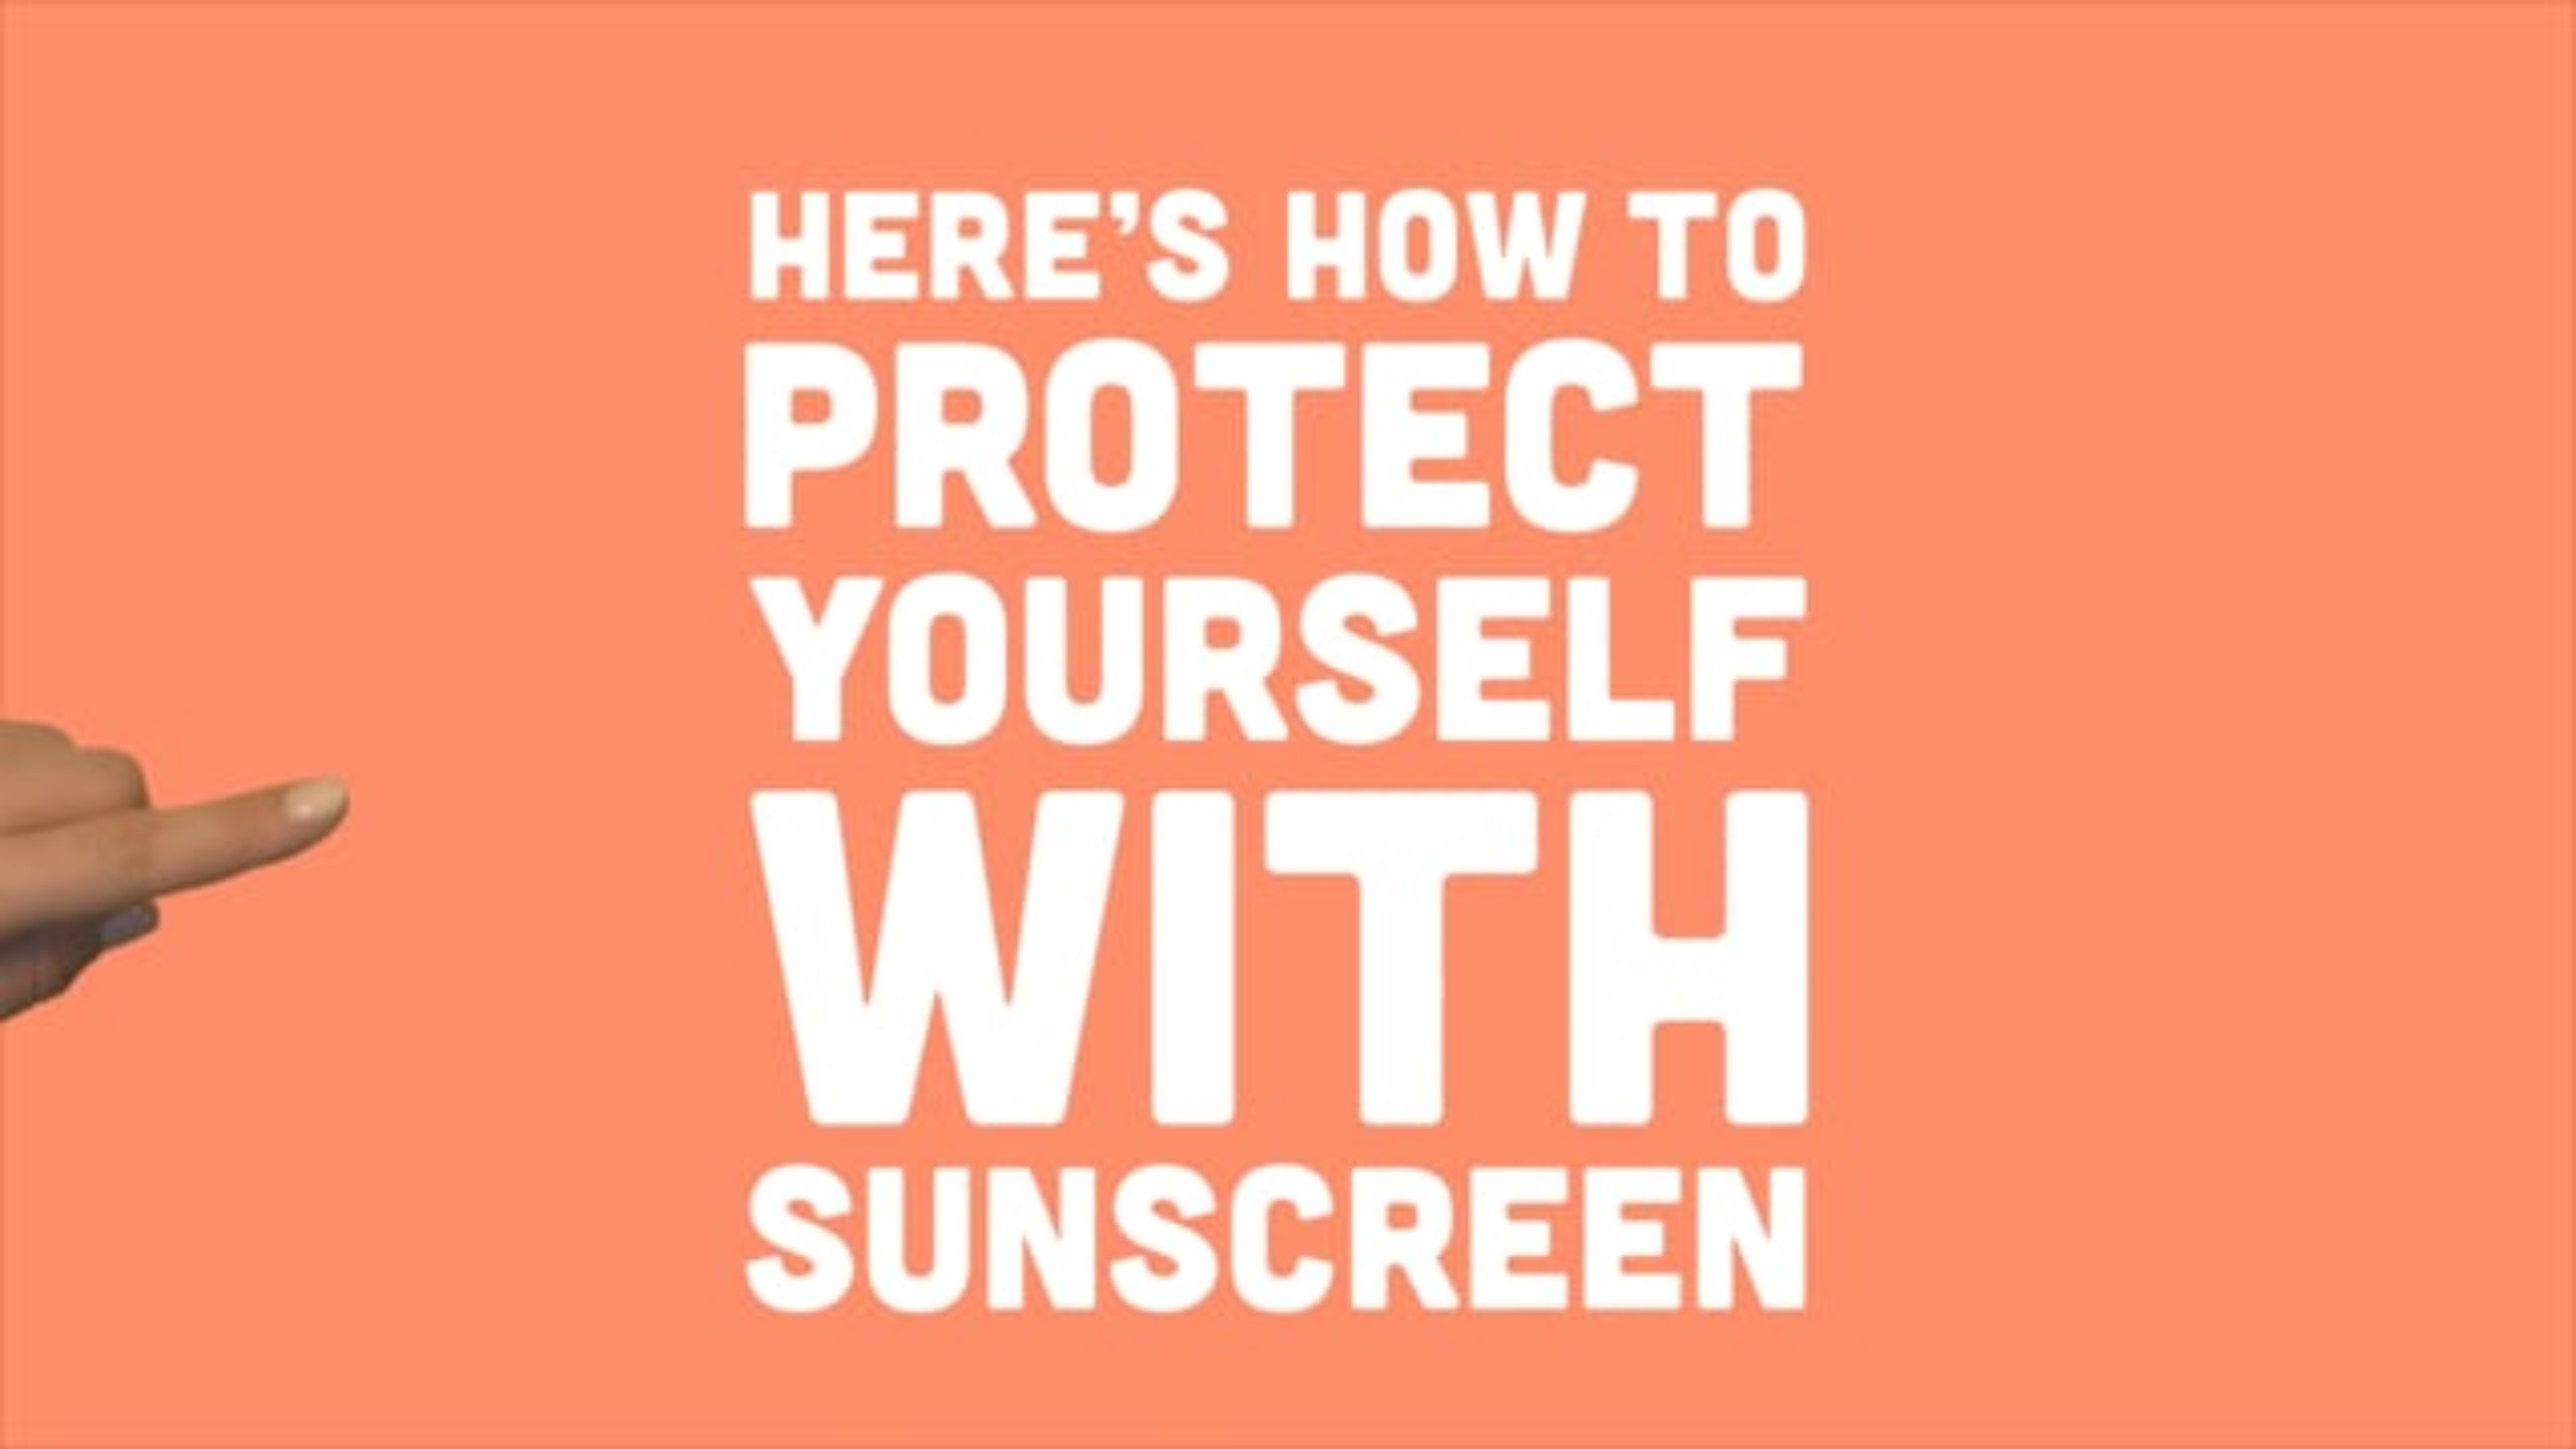 HERE'S HOW TO
PROTECT
YOURSELF
WITH
SUNSCREEN